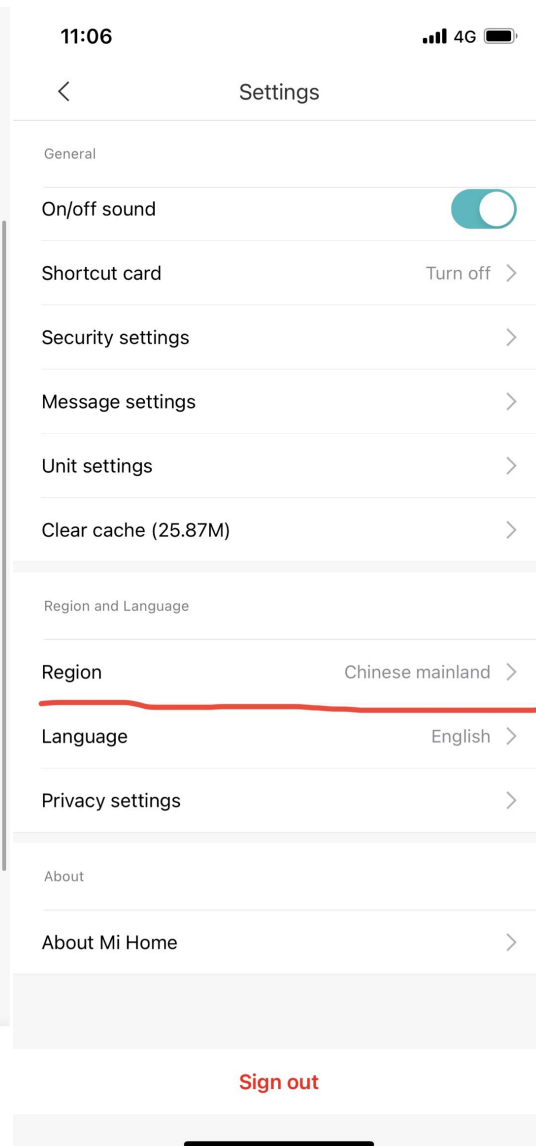 11:06 4G
Settings
General
On/off sound
Shortcut card Turn off
Security settings
Message settings
Unit settings
Clear cache (25.87M)
Region and Language
Region Chinese mainland
Language English
Privacy settings
About
About Mi Home
Sign out